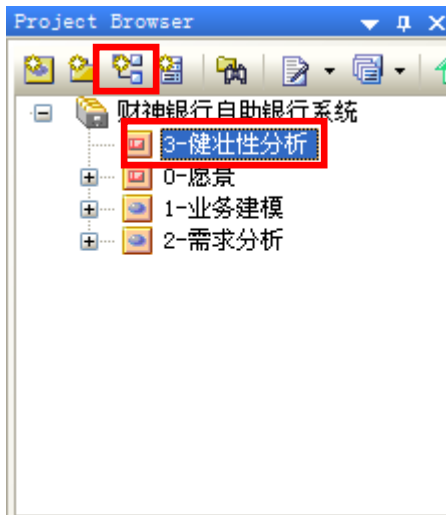 Project Browser
财神银行自助银行系统
3-健壮性分析
0-愿景
1-业务建模
2-需求分析